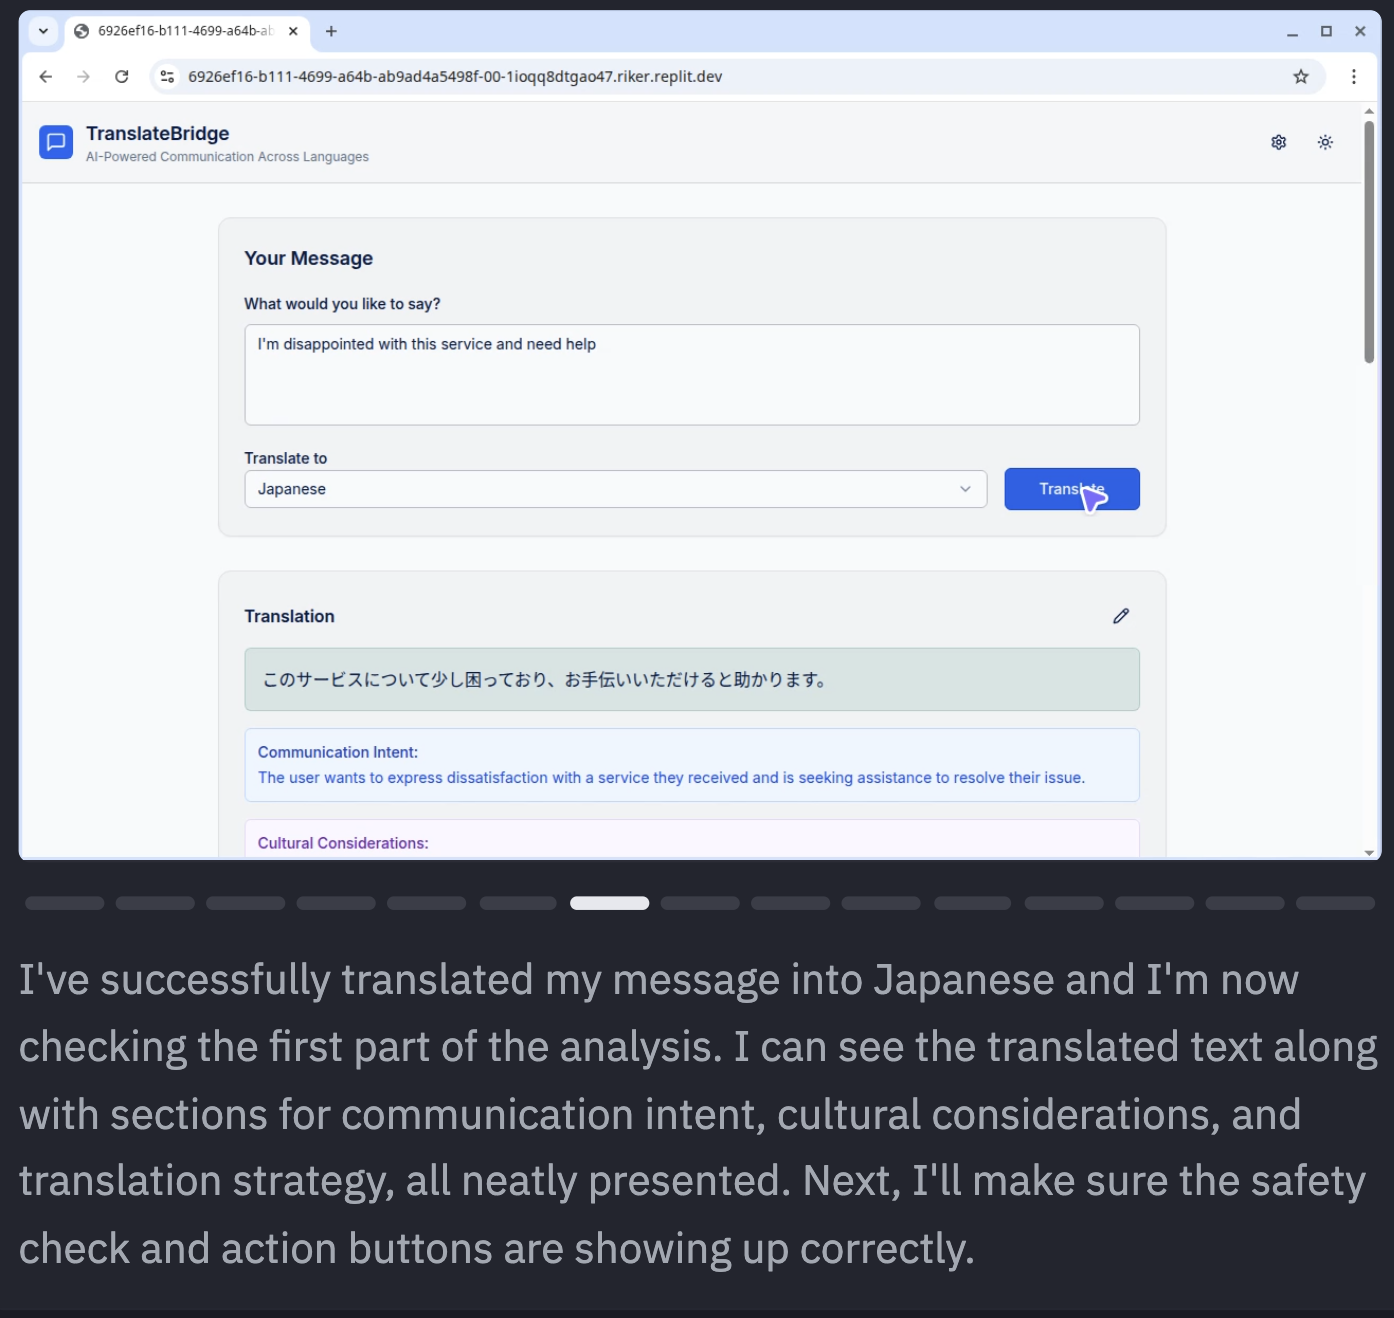 6926ef16-b111-4699-a64b-ab
6926ef16-b111-4699-a64b-ab9ad4a5498f-00-1ioqq8dtgao47.riker.replit.dev
TranslateBridge
AI-Powered Communication Across Languages
Your Message
What would you like to say?
I'm disappointed with this service and need help
Translate to
Japanese
Translate
Translation
このサービスについて少し困っており、お手伝いいただけると助かります。
Communication Intent:
The user wants to express dissatisfaction with a service they received and is seeking assistance to resolve their issue.
Cultural Considerations:
I've successfully translated my message into Japanese and I'm now
checking the first part of the analysis. I can see the translated text along
with sections for communication intent, cultural considerations, and
translation strategy, all neatly presented. Next, I'll make sure the safety
check and action buttons are showing up correctly.